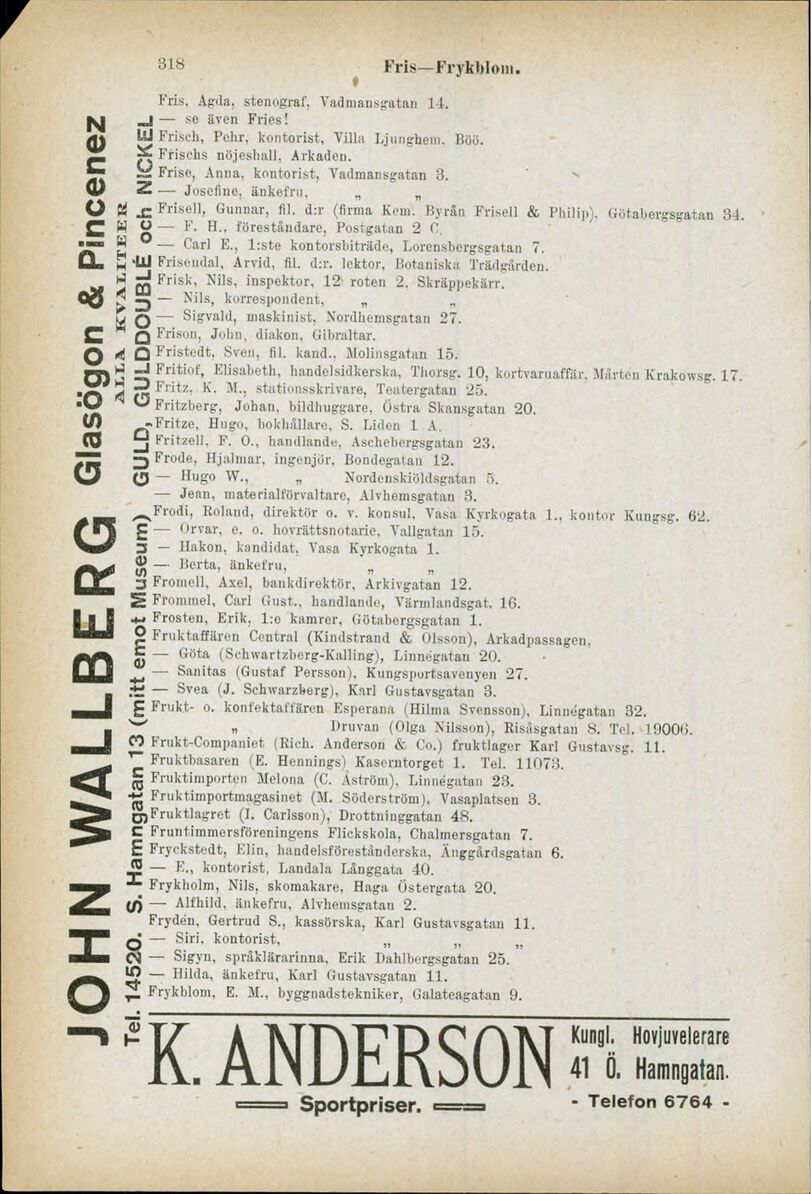 318
Fris—Frykblom.
Fris, Agda, stenograf, Vadmansgatan 14.
— se även Fries!
Frisch, Pehr, kontorist, Villa Ljunghem, Böö.
Frischs nöjeshall, Arkaden.
Frise, Anna, kontorist, Vadmansgatan 3.
— Josefine, änkefru, „ „
Frisell, Gunnar, fil. d:r (firma Kem. Byrån Frisell & Philip), Götabergsgatan 34.
— F. H., föreståndare, Postgatan 2 C.
— Carl E., 1:ste kontorsbiträde, Lorensbergsgatan 7.
Frisendal, Arvid, fil. d:r. lektor, Botaniska Trädgården.
Frisk, Nils, inspektor, 12 roten 2, Skräppekärr.
— Nils, korrespondent, „ „
— Sigvald, maskinist, Nordhemsgatan 27.
Frison, John, diakon, Gibraltar.
Fristedt, Sven, fil. kand., Molinsgatan 15.
Fritiof, Elisabeth, handelsidkerska, Thorsg. 10, kortvaruaffär, Mårten Krakowsg. 17.
Fritz, K. M., stationsskrivare, Teatergatan 25.
Fritzberg, Johan, bildhuggare, Östra Skansgatan 20.
Fritze, Hugo, bokhållare, S. Liden 1 A.
Fritzell, F. O., handlande, Aschebergsgatan 23.
Frode, Hjalmar, ingenjör, Bondegatan 12.
— Hugo W., „ Nordenskiöldsgatan 5.
— Jean, materialförvaltare, Alvhemsgatan 3.
Frodi, Roland, direktör o. v. konsul, Vasa Kyrkogata 1., kontor Kungsg. 62.
— Orvar, e. o. hovrättsnotarie, Vallgatan 15.
— Hakon, kandidat, Vasa Kyrkogata 1.
— Berta, änkefru, „ „
Fromell, Axel, bankdirektör, Arkivgatan 12.
Frommel, Carl Gust., handlande, Värmlandsgat. 16.
Frosten, Erik, 1:e kamrer, Götabergsgatan 1.
Fruktaffären Central (Kindstrand & Olsson), Arkadpassagen,
— Göta (Schwartzberg-Kalling), Linnégatan 20.
— Sanitas (Gustaf Persson), Kungsportsavenyen 27.
— Svea (J. Schwarzberg), Karl Gustavsgatan 3.
Frukt- o. konfektaffären Esperana (Hilma Svensson), Linnégatan 32.
„ Druvan (Olga Nilsson), Risåsgatan 8. Tel. 19006.
Frukt-Companiet (Rich. Anderson & Co.) fruktlager Karl Gustavsg. 11.
Fruktbasaren (E. Hennings) Kaserntorget 1. Tel. 11073.
Fruktimporten Melona (C. Åström), Linnégatan 23.
Fruktimportmagasinet (M. Söderström), Vasaplatsen 3.
Fruktlagret (I. Carlsson), Drottninggatan 48.
Fruntimmersföreningens Flickskola, Chalmersgatan 7.
Fryckstedt, Elin, handelsföreståndarska, Änggårdsgatan 6.
— E., kontorist, Landala Långgata 40.
Frykholm, Nils, skomakare, Haga Östergata 20.
— Alfhild, änkefru, Alvhemsgatan 2.
Frydén, Gertrud S., kassörska, Karl Gustavsgatan 11.
— Siri, kontorist, „ „ „
— Sigyn, språklärarinna, Erik Dahlbergsgatan 25.
— Hilda, änkefru, Karl Gustavsgatan 11.
Frykblom, E. M., byggnadstekniker, Galateagatan 9.
JOHN WALLBERG Glasögon & Pincenez
ALLA KVALITEER
Tel. 14520. S. Hamngatan 13 (mitt emot Museum) GULD, GULDDOUBLÉ och NICKEL
K. ANDERSON
Sportpriser.
Kungl. Hovjuvelerare
41 Ö. Hamngatan.
- Telefon 6764 -